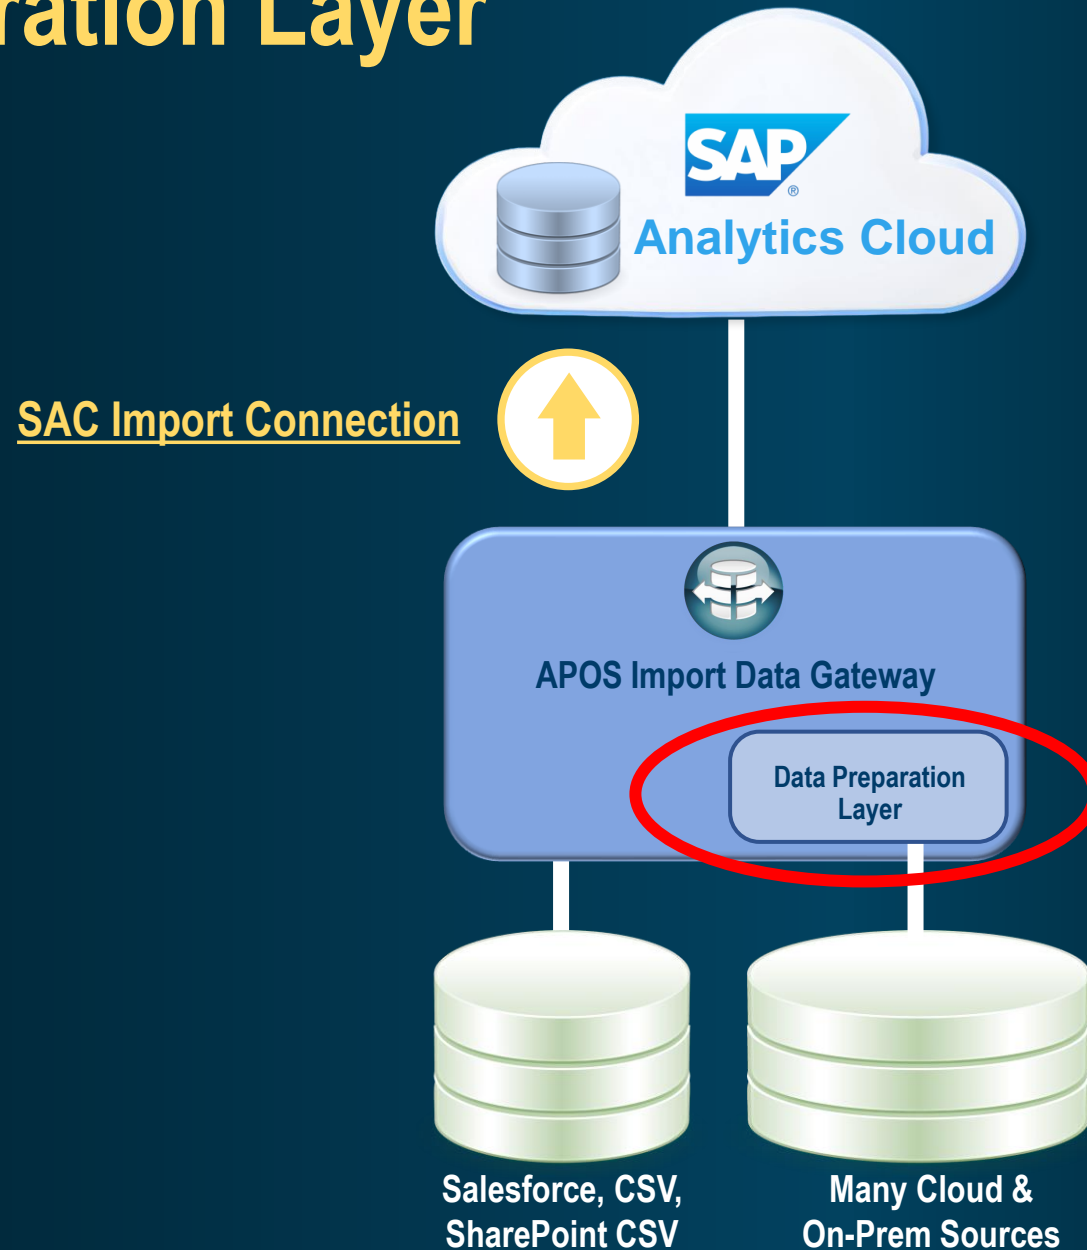 ration Layer
SAP
®
Analytics Cloud
SAC Import Connection
APOS Import Data Gateway
Data Preparation
Layer
Salesforce, CSV,
SharePoint CSV
Many Cloud &
On-Prem Sources